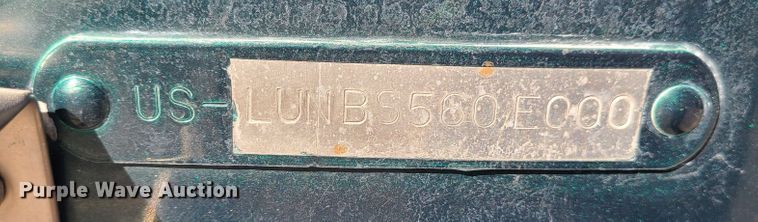 US-LUNBS560E000
Purple Wave Auction